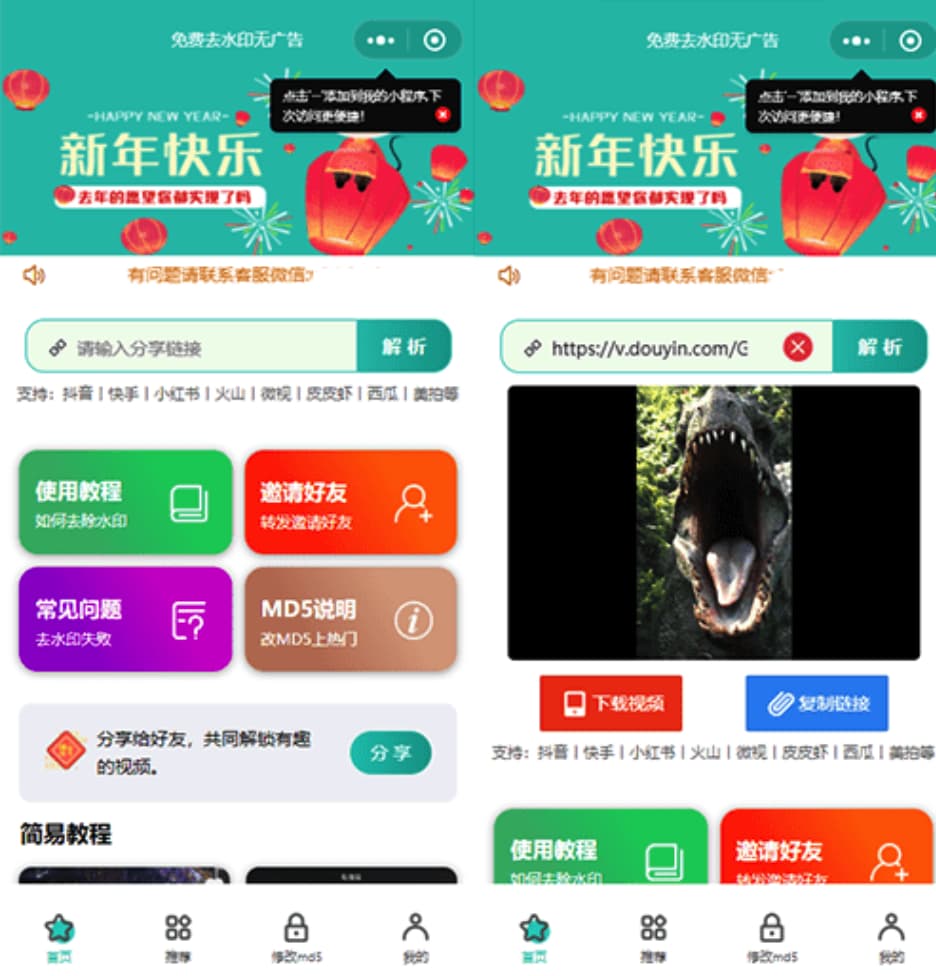 免费去水印无广告
点击"···"添加到我的小程序,下
次访问更便捷!
-HAPPY NEW YEAR-
新年快乐
去年的愿望你都实现了吗
有问题请联系客服微信
请输入分享链接
解析
支持：抖音 | 快手 | 小红书 | 火山 | 微视 | 皮皮虾 | 西瓜 | 美拍等
使用教程
如何去除水印
邀请好友
转发邀请好友
常见问题
去水印失败
MD5说明
改MD5上热门
分享给好友，共同解锁有趣
的视频。
分享
简易教程
首页
推荐
修改md5
我的
免费去水印无广告
点击"···"添加到我的小程序,下
次访问更便捷!
-HAPPY NEW YEAR-
新年快乐
去年的愿望你都实现了吗
有问题请联系客服微信
https://v.douyin.com/G
解析
下载视频
复制链接
支持：抖音 | 快手 | 小红书 | 火山 | 微视 | 皮皮虾 | 西瓜 | 美拍等
使用教程
如何去除水印
邀请好友
转发邀请好友
首页
推荐
修改md5
我的